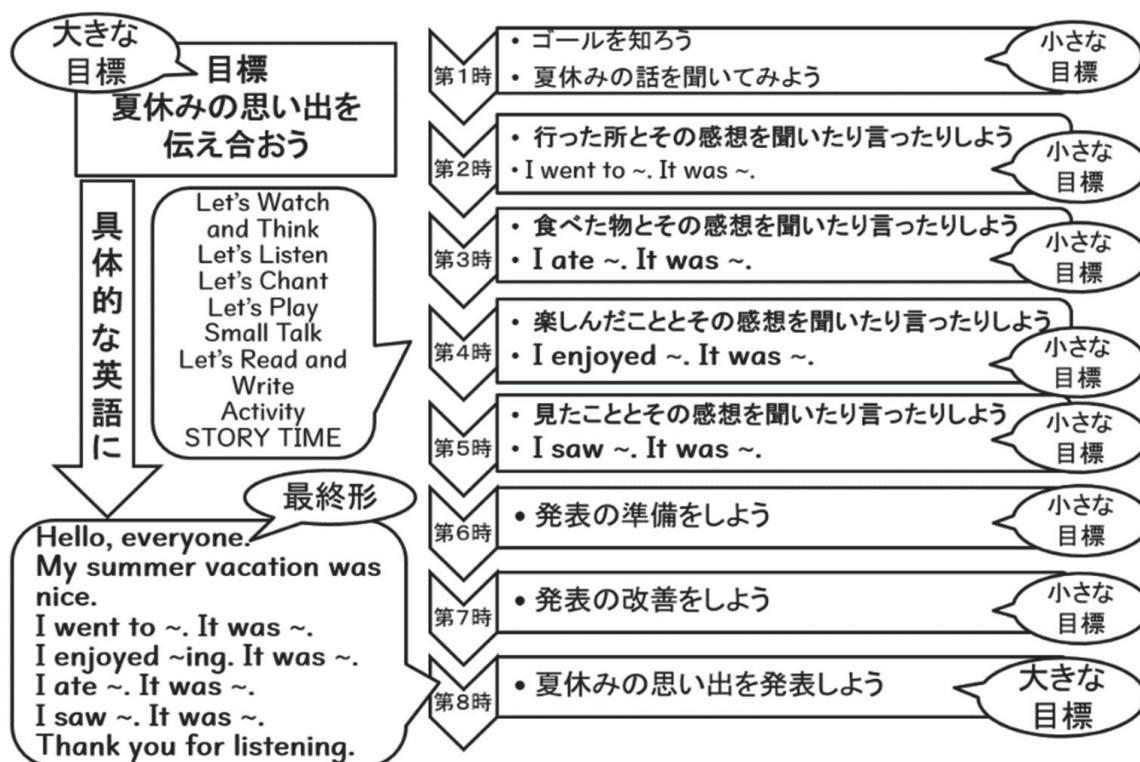 大きな
目標
目標
夏休みの思い出を
伝え合おう
具体的な英語に
Let's Watch
and Think
Let's Listen
Let's Chant
Let's Play
Small Talk
Let's Read and
Write
Activity
STORY TIME
最終形
Hello, everyone.
My summer vacation was
nice.
I went to ~. It was ~.
I enjoyed ~ing. It was ~.
I ate ~. It was ~.
I saw ~. It was ~.
Thank you for listening.
第1時
• ゴールを知ろう
• 夏休みの話を聞いてみよう
小さな
目標
第2時
• 行った所とその感想を聞いたり言ったりしよう
• I went to ~. It was ~.
小さな
目標
第3時
• 食べた物とその感想を聞いたり言ったりしよう
• I ate ~. It was ~.
小さな
目標
第4時
• 楽しんだこととその感想を聞いたり言ったりしよう
• I enjoyed ~. It was ~.
小さな
目標
第5時
• 見たこととその感想を聞いたり言ったりしよう
• I saw ~. It was ~.
小さな
目標
第6時
• 発表の準備をしよう
小さな
目標
第7時
• 発表の改善をしよう
小さな
目標
第8時
• 夏休みの思い出を発表しよう
大きな
目標